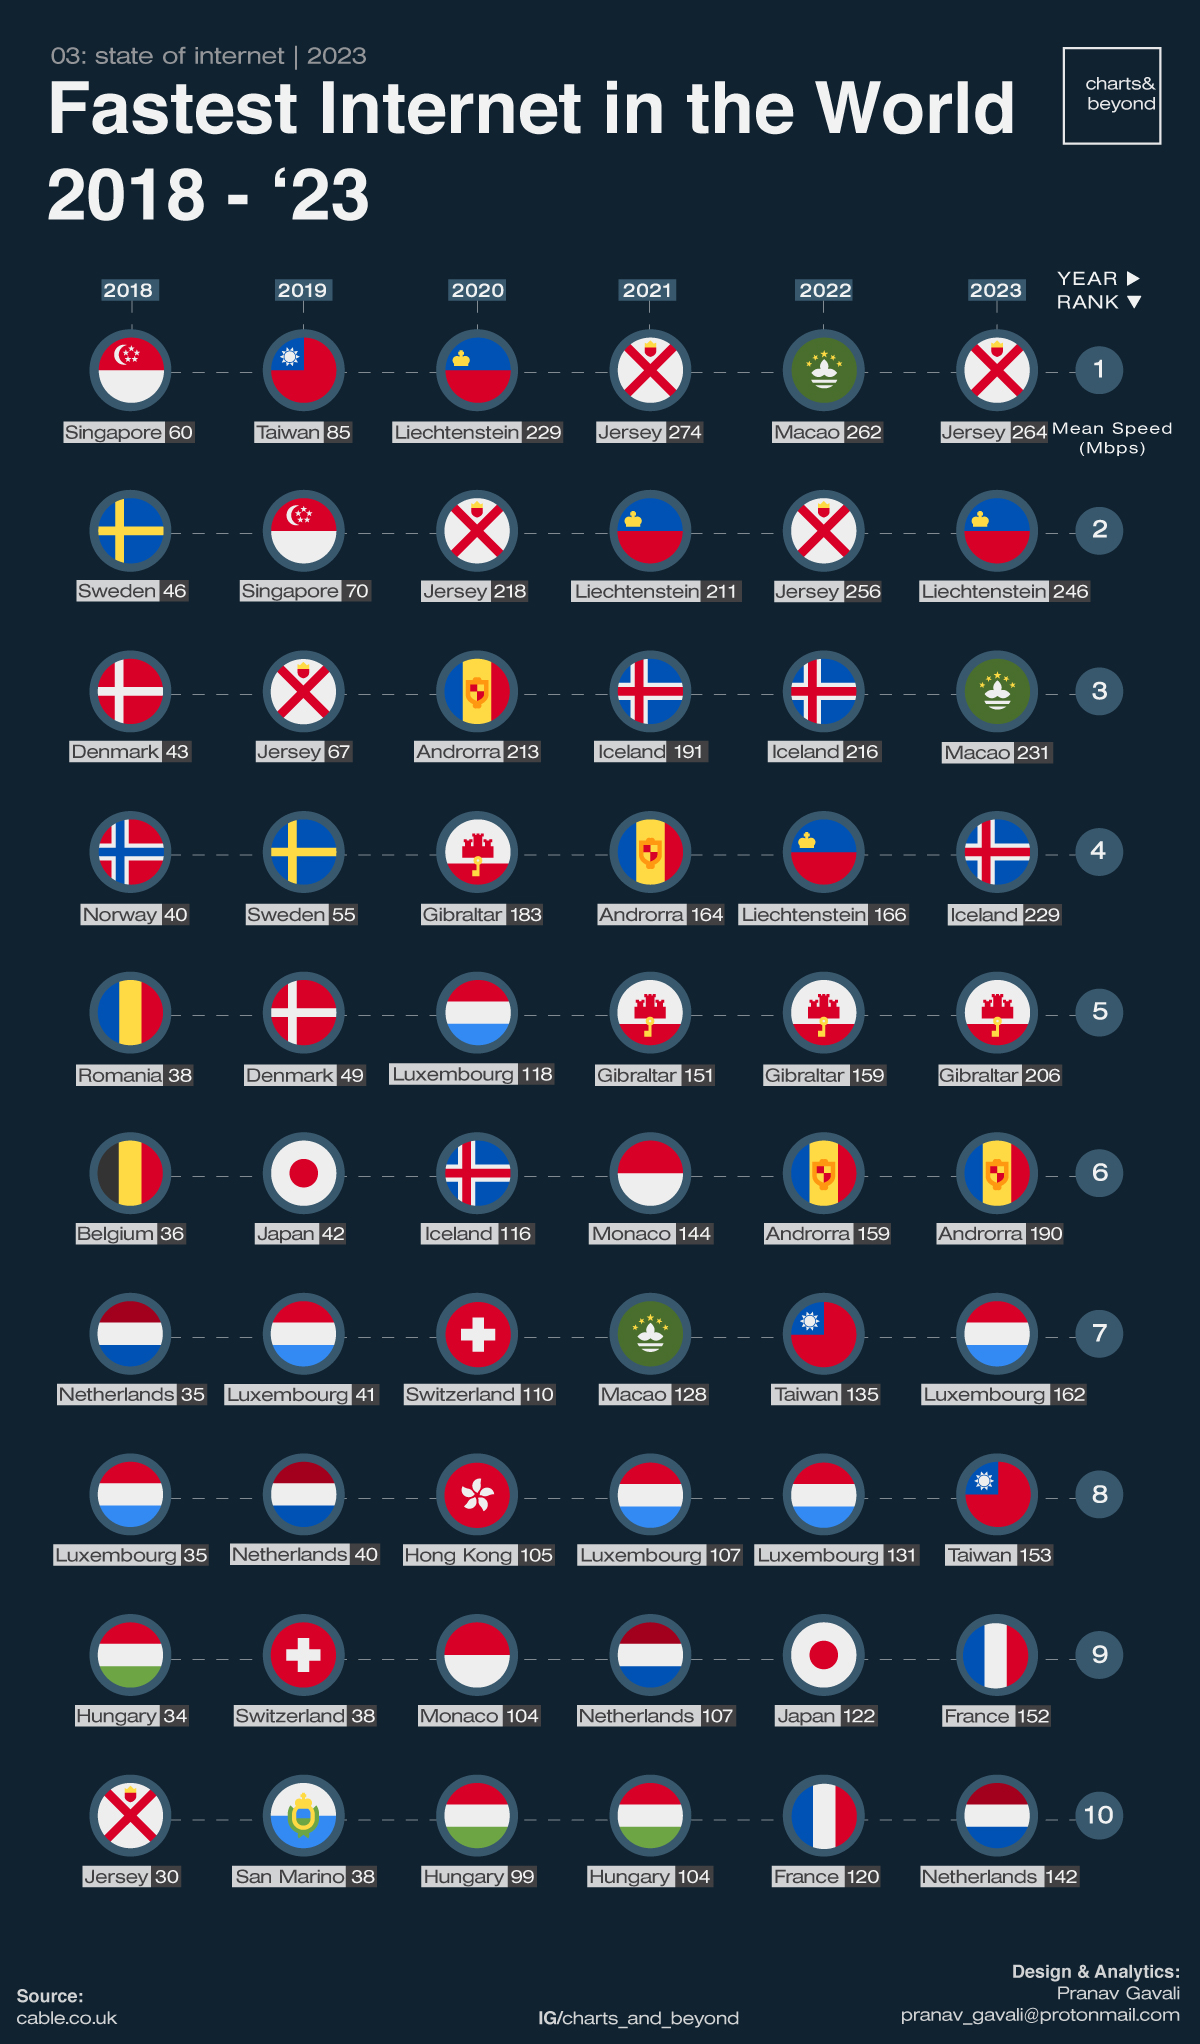 03: state of internet | 2023
Fastest Internet in the World
2018 - ‘23
charts&
beyond
2018 2019 2020 2021 2022 2023
YEAR ▶
RANK ▼
1
Singapore 60 Taiwan 85 Liechtenstein 229 Jersey 274 Macao 262 Jersey 264
Mean Speed
(Mbps)
2
Sweden 46 Singapore 70 Jersey 218 Liechtenstein 211 Jersey 256 Liechtenstein 246
3
Denmark 43 Jersey 67 Androrra 213 Iceland 191 Iceland 216 Macao 231
4
Norway 40 Sweden 55 Gibraltar 183 Androrra 164 Liechtenstein 166 Iceland 229
5
Romania 38 Denmark 49 Luxembourg 118 Gibraltar 151 Gibraltar 159 Gibraltar 206
6
Belgium 36 Japan 42 Iceland 116 Monaco 144 Androrra 159 Androrra 190
7
Netherlands 35 Luxembourg 41 Switzerland 110 Macao 128 Taiwan 135 Luxembourg 162
8
Luxembourg 35 Netherlands 40 Hong Kong 105 Luxembourg 107 Luxembourg 131 Taiwan 153
9
Hungary 34 Switzerland 38 Monaco 104 Netherlands 107 Japan 122 France 152
10
Jersey 30 San Marino 38 Hungary 99 Hungary 104 France 120 Netherlands 142
Source:
cable.co.uk
IG/charts_and_beyond
Design & Analytics:
Pranav Gavali
pranav_gavali@protonmail.com